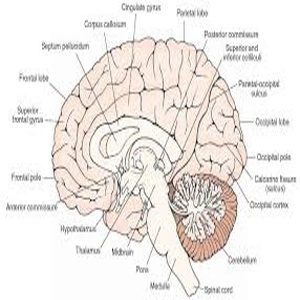 Cingulate gyrus
Parietal lobe
Corpus callosum
Posterior commissure
Septum pellucidum
Superior and
inferior colliculi
Frontal lobe
Parietal-occipital
sulcus
Superior
frontal gyrus
Occipital lobe
Occipital pole
Frontal pole
Calcarine fissure
(sulcus)
Anterior commissure
Occipital cortex
Hypothalamus
Thalamus
Midbrain
Cerebellum
Pons
Medulla
Spinal cord